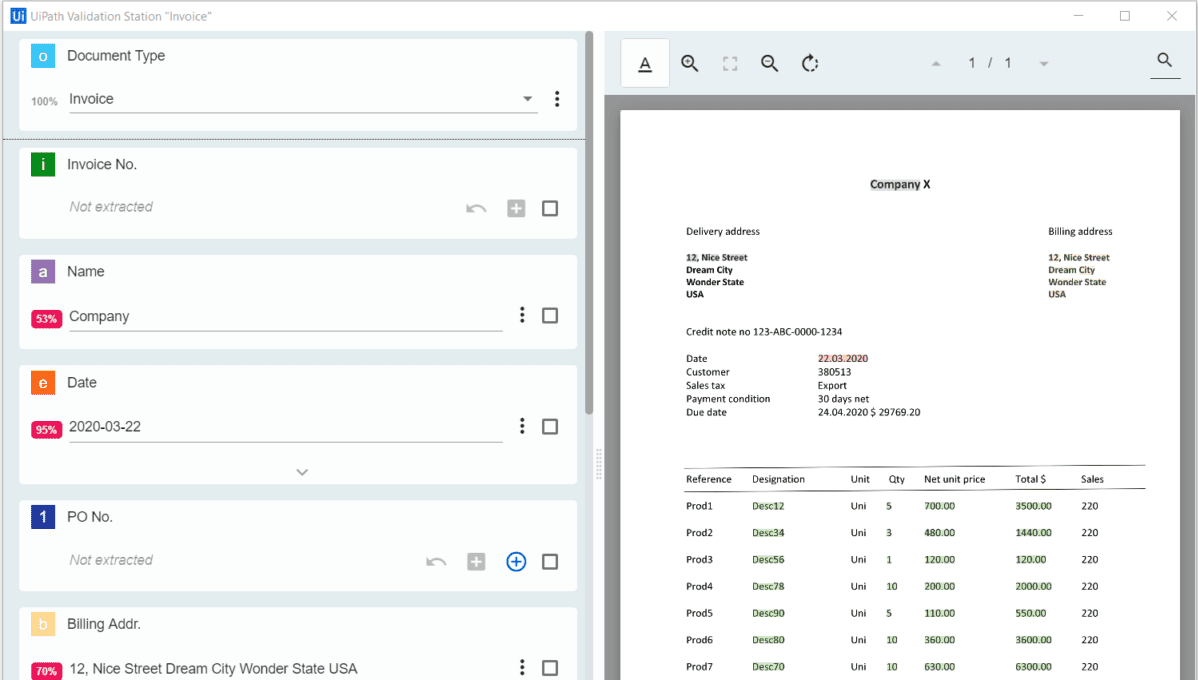 Ui UiPath Validation Station "Invoice"
o Document Type
100% Invoice
i Invoice No.
Not extracted
a Name
53% Company
e Date
95% 2020-03-22
1 PO No.
Not extracted
b Billing Addr.
70% 12, Nice Street Dream City Wonder State USA
A 1 / 1
Company X
Delivery address Billing address
12, Nice Street 12, Nice Street
Dream City Dream City
Wonder State Wonder State
USA USA
Credit note no 123-ABC-0000-1234
Date 22.03.2020
Customer 380513
Sales tax Export
Payment condition 30 days net
Due date 24.04.2020 $ 29769.20
Reference Designation Unit Qty Net unit price Total $ Sales
Prod1 Desc12 Uni 5 700.00 3500.00 220
Prod2 Desc34 Uni 3 480.00 1440.00 220
Prod3 Desc56 Uni 1 120.00 120.00 220
Prod4 Desc78 Uni 10 200.00 2000.00 220
Prod5 Desc90 Uni 5 110.00 550.00 220
Prod6 Desc80 Uni 10 360.00 3600.00 220
Prod7 Desc70 Uni 10 630.00 6300.00 220